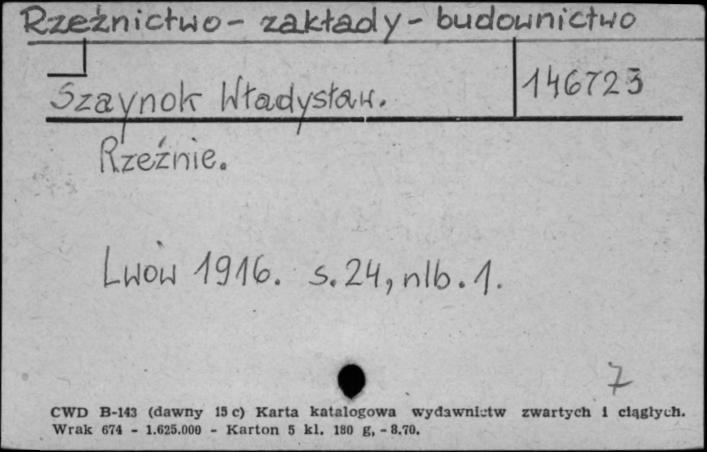 Rzeźnictwo - zakłady - budownictwo
Szaynok Władysław. 146723
Rzeźnie.
Lwów 1916. s. 24, nlb. 1.
7
CWD B-143 (dawny 15 c) Karta katalogowa wydawnictw zwartych i ciągłych.
Wrak 674 - 1.625.000 - Karton 5 kl. 180 g, - 8.70.